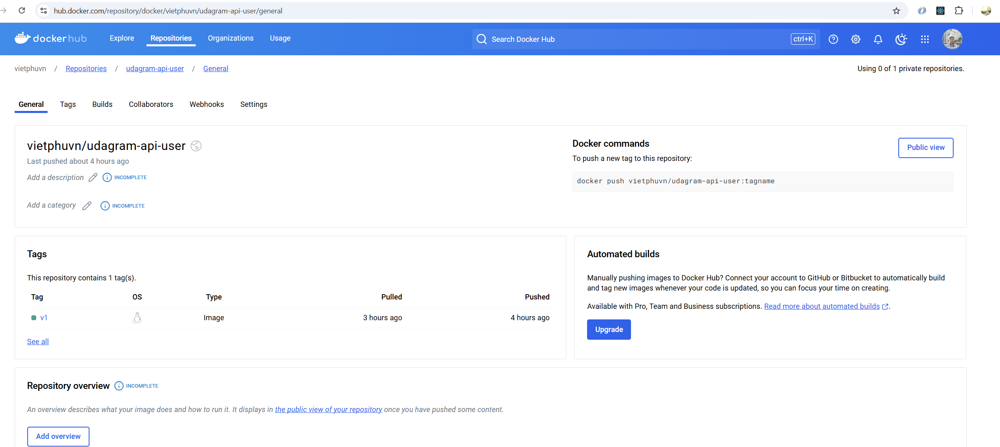 hub.docker.com/repository/docker/vietphuvn/udagram-api-user/general
dockerhub
Explore
Repositories
Organizations
Usage
Search Docker Hub
ctrl+K
vietphuvn / Repositories / udagram-api-user / General
Using 0 of 1 private repositories.
General
Tags
Builds
Collaborators
Webhooks
Settings
vietphuvn/udagram-api-user
Last pushed about 4 hours ago
Add a description
INCOMPLETE
Add a category
INCOMPLETE
Docker commands
Public view
To push a new tag to this repository:
docker push vietphuvn/udagram-api-user:tagname
Tags
This repository contains 1 tag(s).
Tag OS Type Pulled Pushed
v1 Image 3 hours ago 4 hours ago
See all
Automated builds
Manually pushing images to Docker Hub? Connect your account to GitHub or Bitbucket to automatically build
and tag new images whenever your code is updated, so you can focus your time on creating.
Available with Pro, Team and Business subscriptions. Read more about automated builds.
Upgrade
Repository overview
INCOMPLETE
An overview describes what your image does and how to run it. It displays in the public view of your repository once you have pushed some content.
Add overview